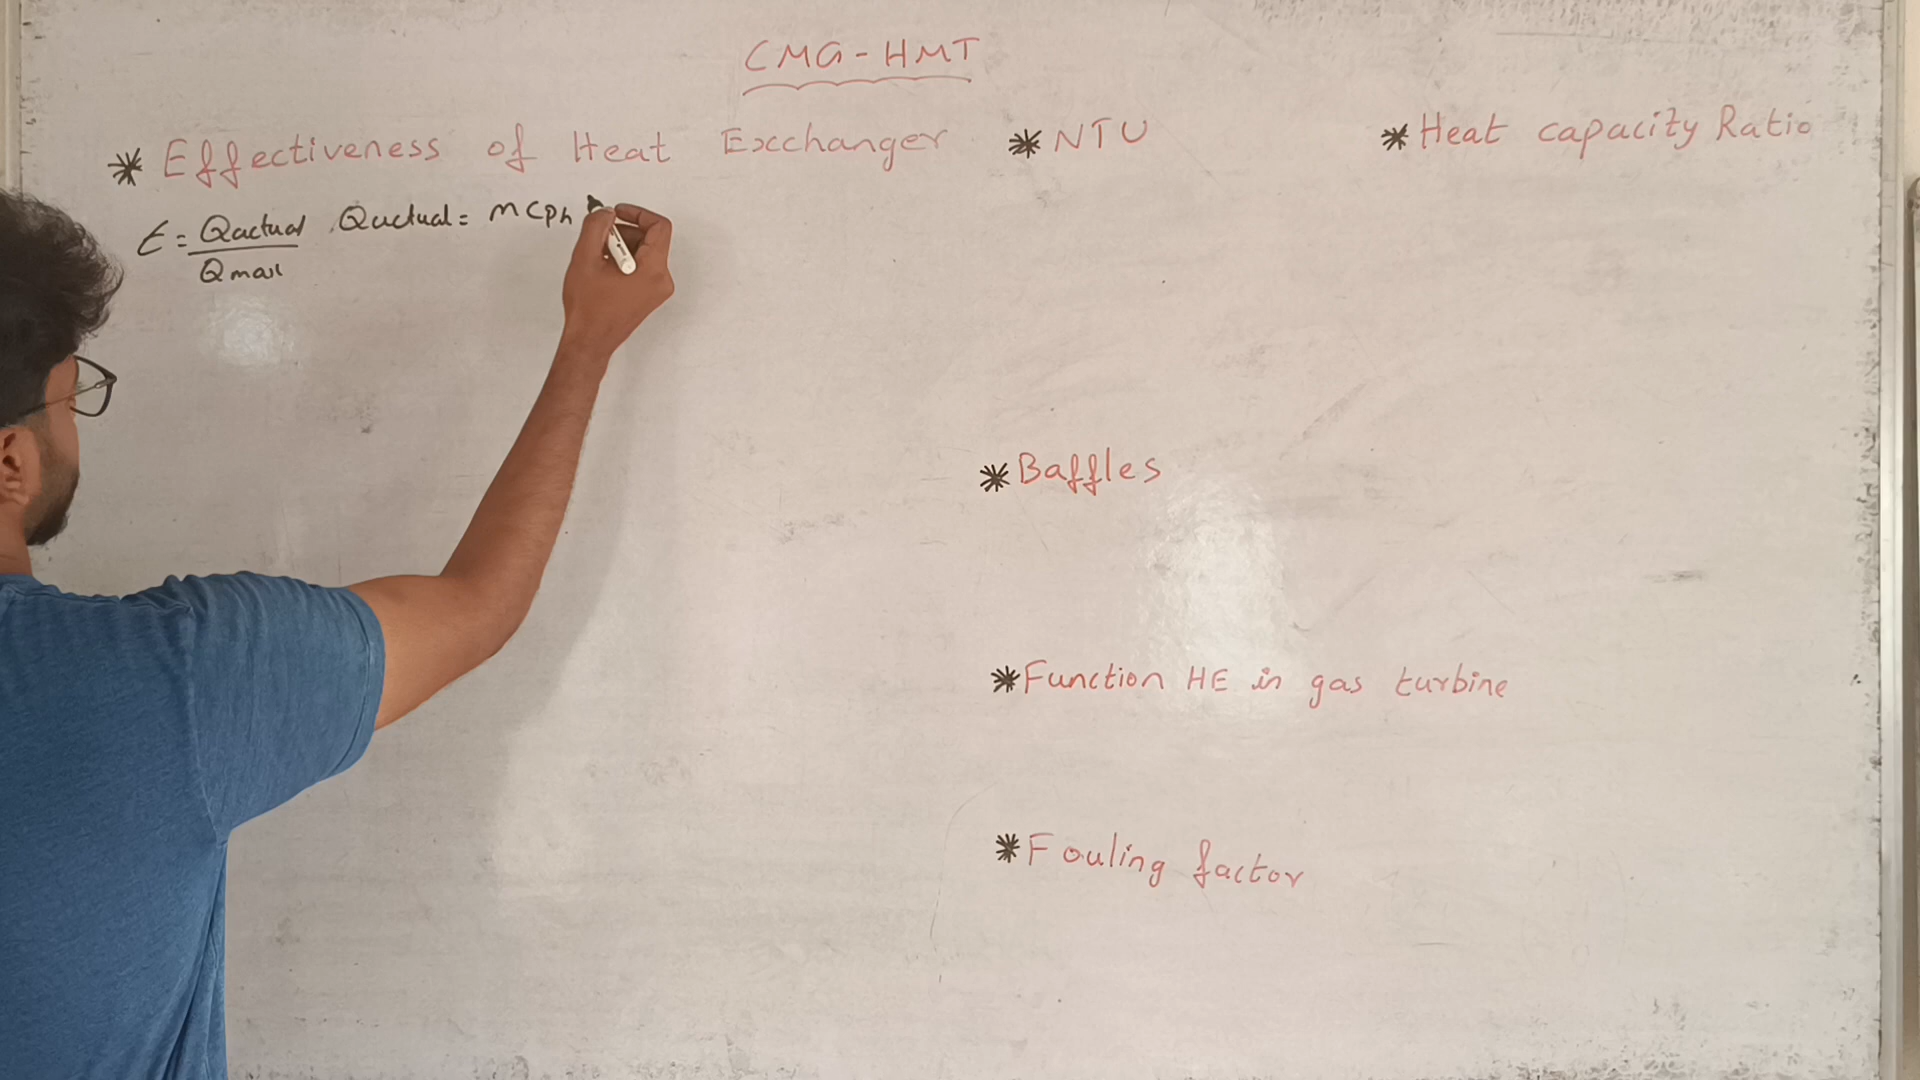 CMG-HMT
* Effectiveness of Heat Exchanger
ε = Qactual / Qmax , Qactual = m Cph
* NTU
* Heat capacity Ratio
* Baffles
* Function HE in gas turbine
* Fouling factor